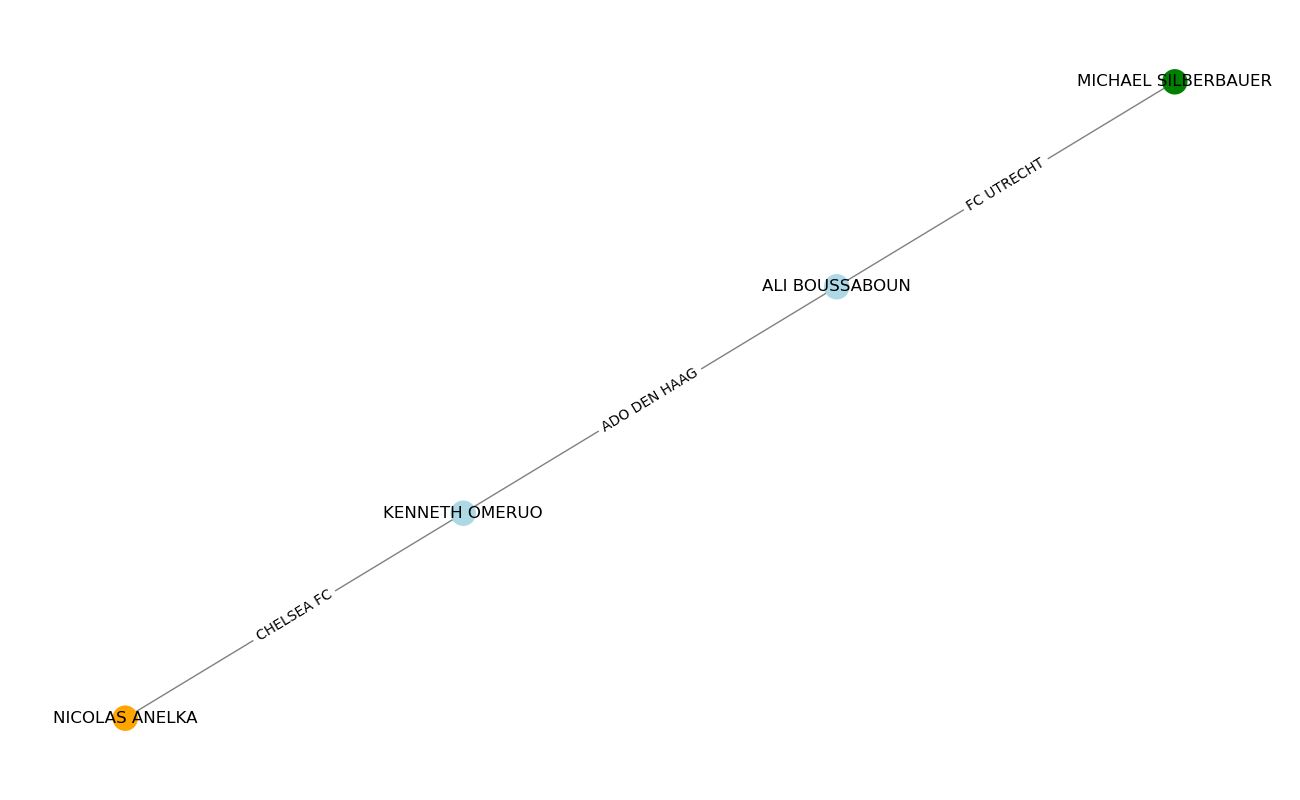 MICHAEL SILBERBAUER
FC UTRECHT
ALI BOUSSABOUN
ADO DEN HAAG
KENNETH OMERUO
CHELSEA FC
NICOLAS ANELKA